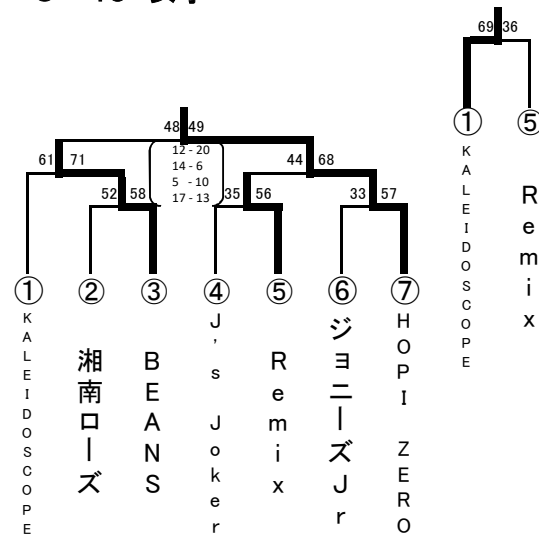 69 36
① ⑤
KALEIDOSCOPE
Remix
48 49
12 - 20
14 - 6
5 - 10
17 - 13
61 71
44 68
52 58
35 56
33 57
① ② ③ ④ ⑤ ⑥ ⑦
KALEIDOSCOPE
湘南ローズ
BEANS
J's Joker
Remix
ジョニーズJr
HOPI ZERO